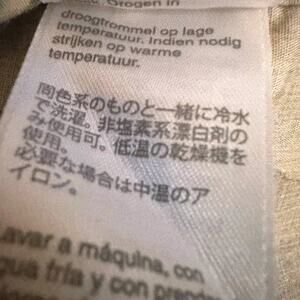 Drogen in
droogtrommel op lage
temperatuur. Indien nodig
strijken op warme
temperatuur.
同色系のものと一緒に冷水
で洗濯。非塩素系漂白剤の
み使用可。低温の乾燥機を
使用。
必要な場合は中温のア
イロン。
Lavar a máquina, con
agua fría y con